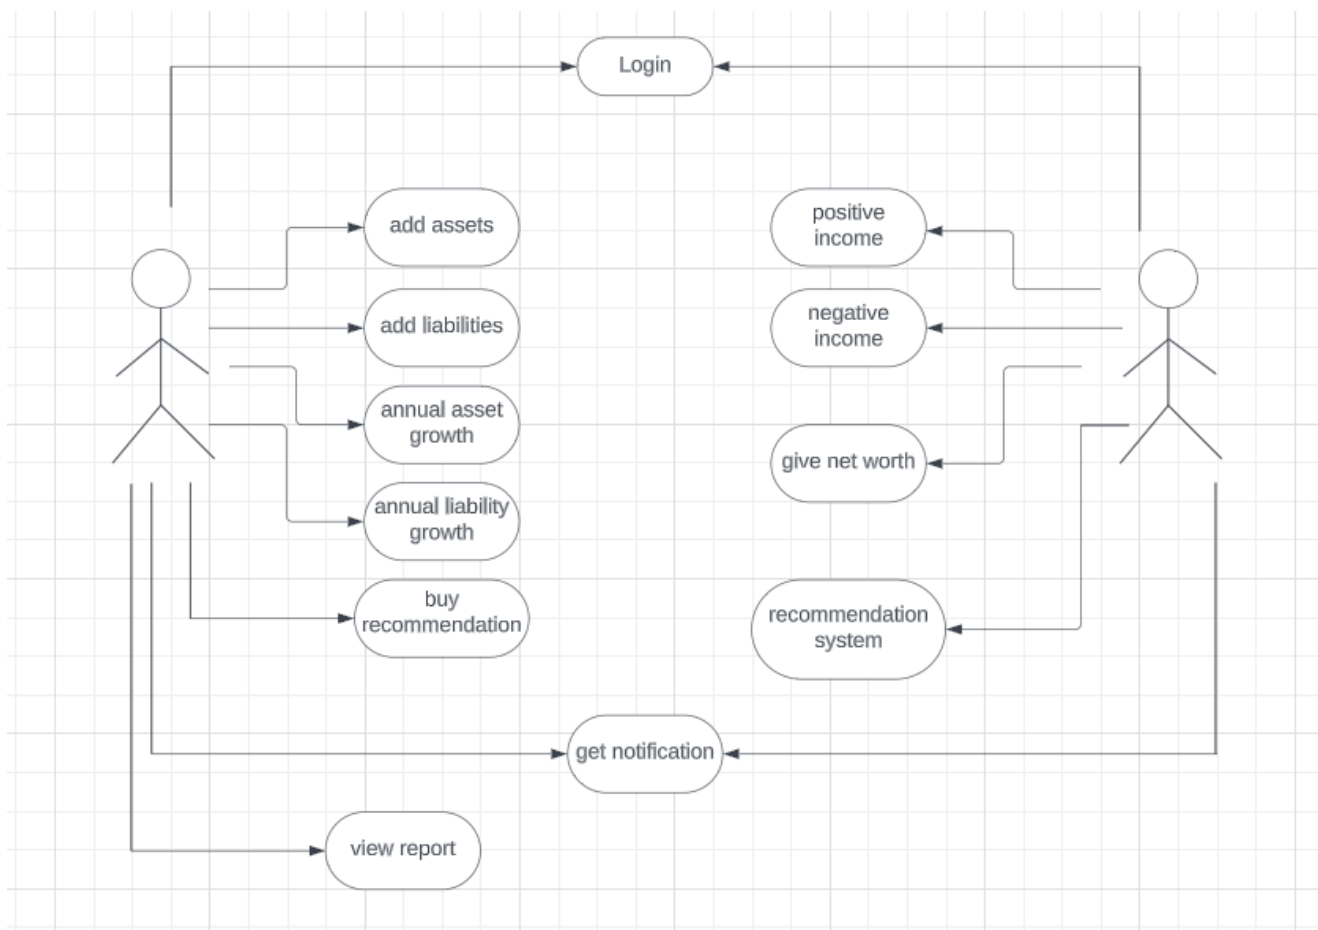 Login
add assets
positive
income
add liabilities
negative
income
annual asset
growth
give net worth
annual liability
growth
buy
recommendation
recommendation
system
get notification
view report